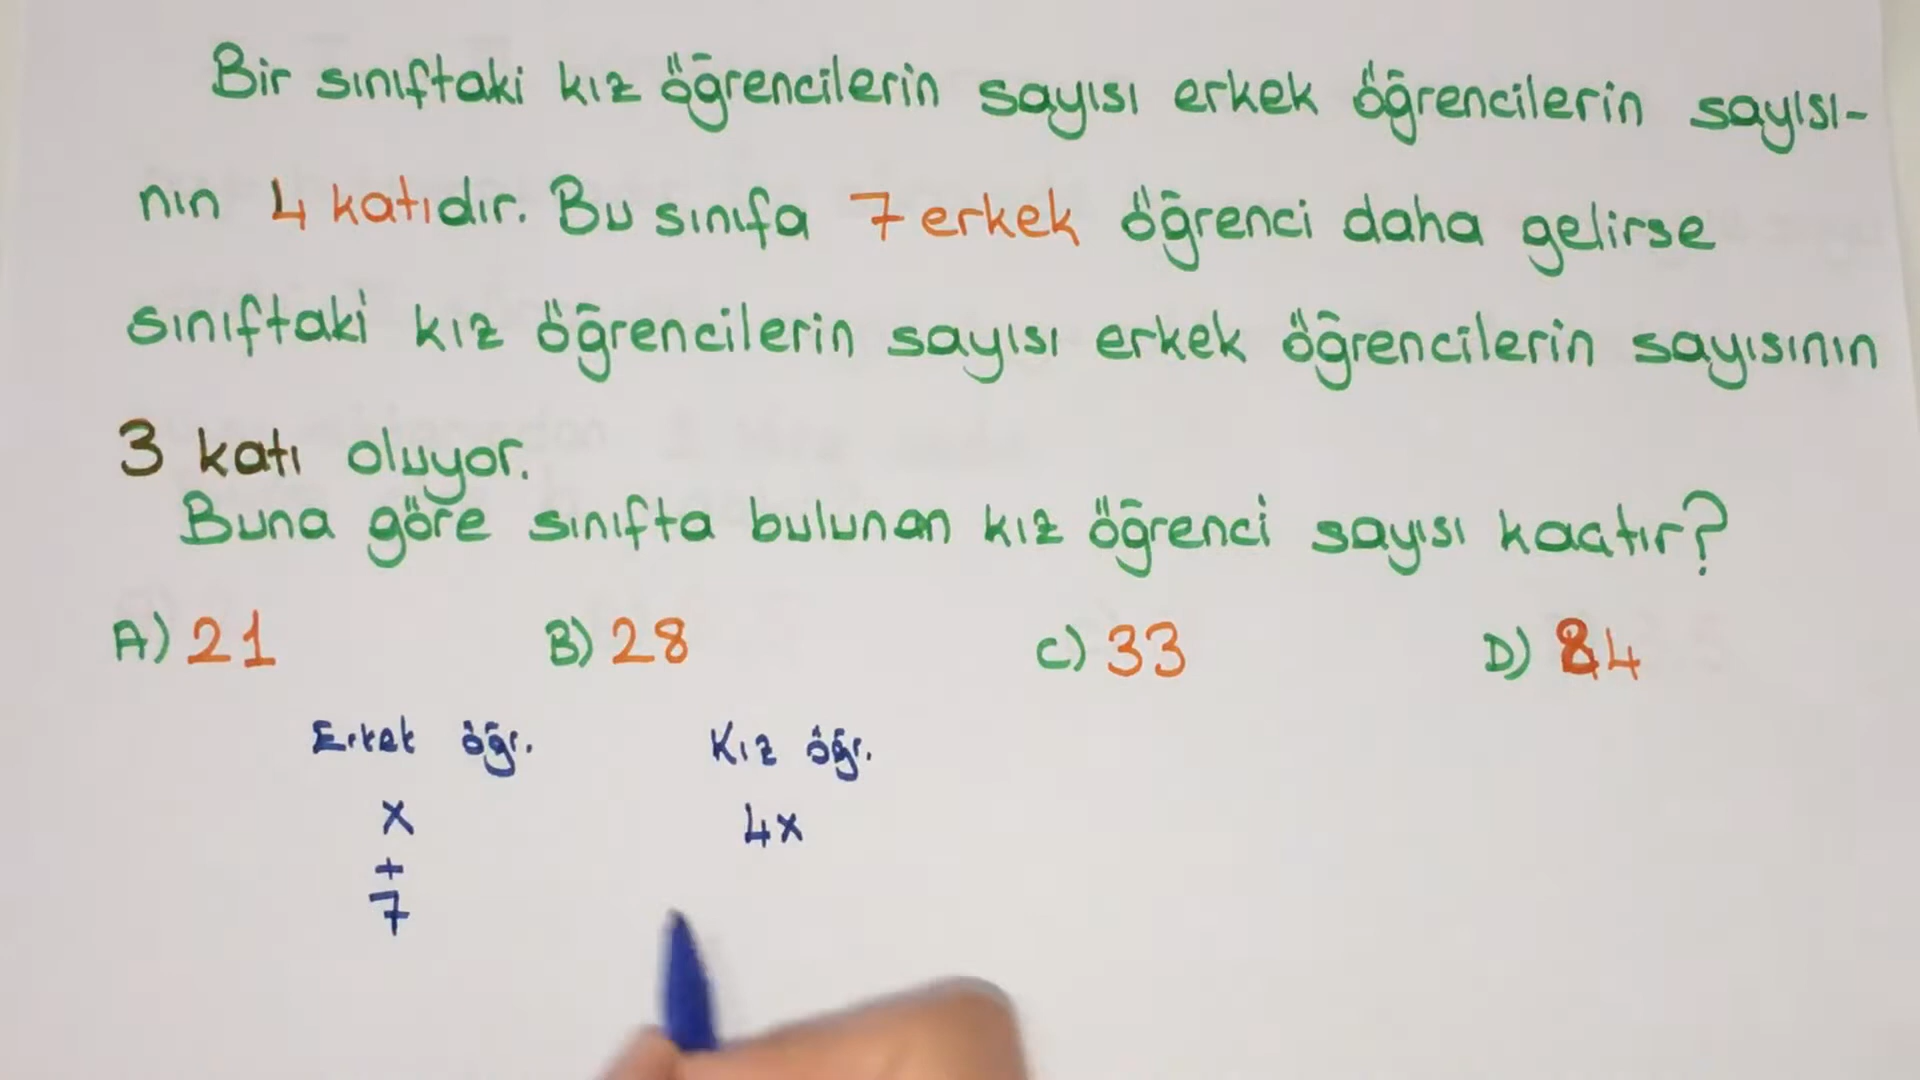 Bir sınıftaki kız öğrencilerin sayısı erkek öğrencilerin sayısı-
nın 4 katıdır. Bu sınıfa 7 erkek öğrenci daha gelirse
sınıftaki kız öğrencilerin sayısı erkek öğrencilerin sayısının
3 katı oluyor.
Buna göre sınıfta bulunan kız öğrenci sayısı kaçtır?
A) 21 B) 28 C) 33 D) 84
Erkek öğr. Kız öğr.
x 4x
+
7